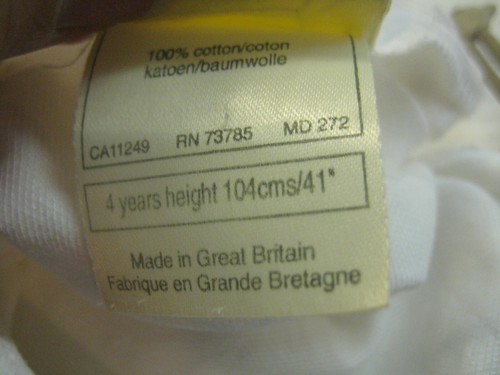 100% cotton/coton
katoen/baumwolle
CA11249 RN 73785 MD 272
4 years height 104cms/41"
Made in Great Britain
Fabrique en Grande Bretagne